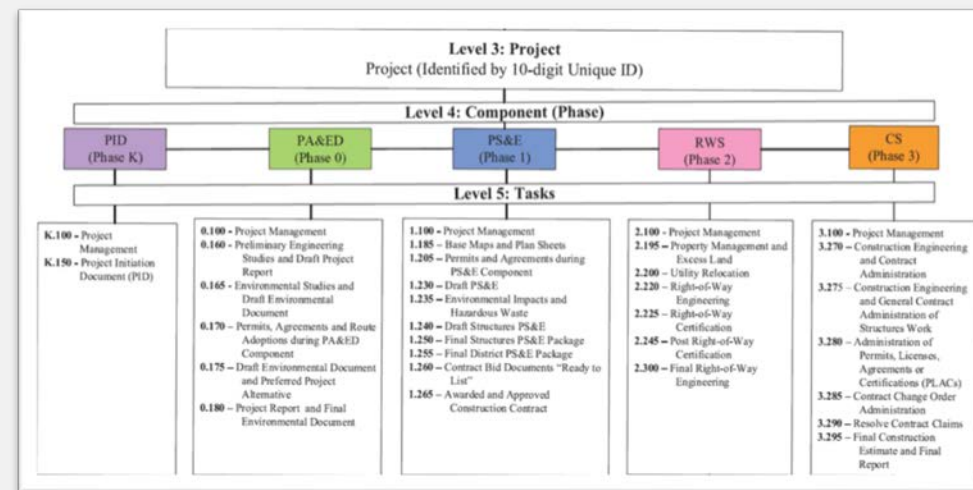 Level 3: Project
Project (Identified by 10-digit Unique ID)
Level 4: Component (Phase)
PID
(Phase K)
PA&ED
(Phase 0)
PS&E
(Phase 1)
RWS
(Phase 2)
CS
(Phase 3)
Level 5: Tasks
K.100 - Project
Management
K.150 - Project Initiation
Document (PID)
0.100 - Project Management
0.160 – Preliminary Engineering
Studies and Draft Project
Report
0.165 - Environmental Studies and
Draft Environmental
Document
0.170 – Permits, Agreements and Route
Adoptions during PA&ED
Component
0.175 – Draft Environmental Document
and Preferred Project
Alternative
0.180 – Project Report and Final
Environmental Document
1.100 - Project Management
1.185 – Base Maps and Plan Sheets
1.205 – Permits and Agreements during
PS&E Component
1.230 – Draft PS&E
1.235 – Environmental Impacts and
Hazardous Waste
1.240 – Draft Structures PS&E
1.250 – Final Structures PS&E Package
1.255 – Final District PS&E Package
1.260 – Contract Bid Documents "Ready to
List"
1.265 – Awarded and Approved
Construction Contract
2.100 - Project Management
2.195 – Property Management and
Excess Land
2.200 – Utility Relocation
2.220 – Right-of-Way
Engineering
2.225 – Right-of-Way
Certification
2.245 – Post Right-of-Way
Certification
2.300 – Final Right-of-Way
Engineering
3.100 - Project Management
3.270 – Construction Engineering
and Contract
Administration
3.275 – Construction Engineering
and General Contract
Administration of
Structures Work
3.280 – Administration of
Permits, Licenses,
Agreements or
Certifications (PLACs)
3.285 – Contract Change Order
Administration
3.290 – Resolve Contract Claims
3.295 – Final Construction
Estimate and Final
Report